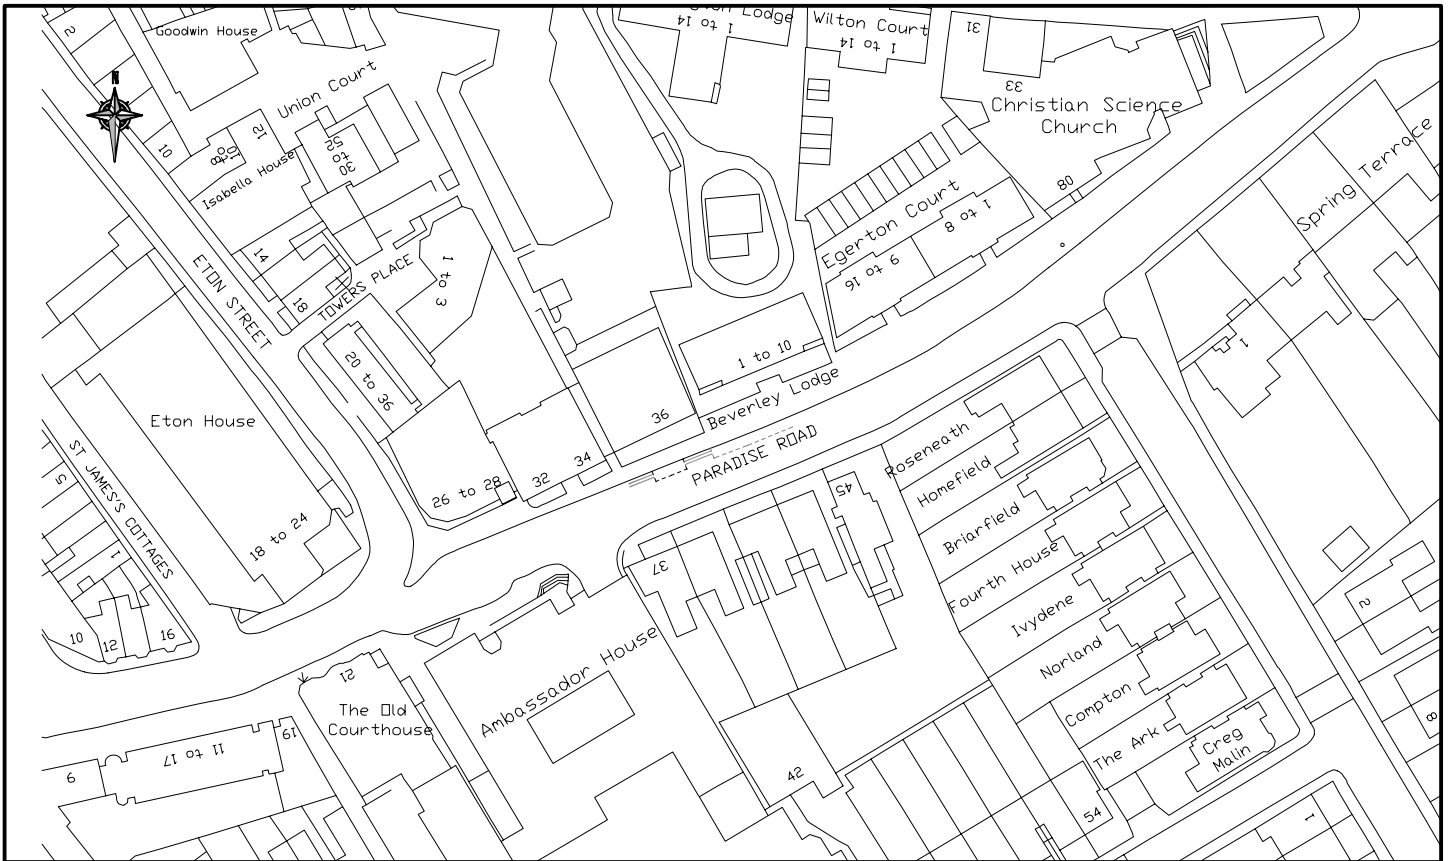 2
Goodwin House
1 to 14
Wilton Court
1 to 14
31
33
N
Union Court
Christian Science
Church
10
12
52
to
30
Isabella House
Spring Terrace
80
Egerton Court
1 to 8
9 to 16
14
18
ETON STREET
TOWERS PLACE
1 to 3
20 to 36
1 to 10
Beverley Lodge
36
1
Eton House
PARADISE ROAD
Roseneath
Homefield
Briarfield
Fourth House
Ivydene
Norland
Compton
The Ark
Creg
Malin
ST JAMES'S COTTAGES
5
1
26 to 28
32
34
45
37
18 to 24
10
12
16
2
8
21
The Old
Courthouse
Ambassador House
19
11 to 17
9
42
54
1